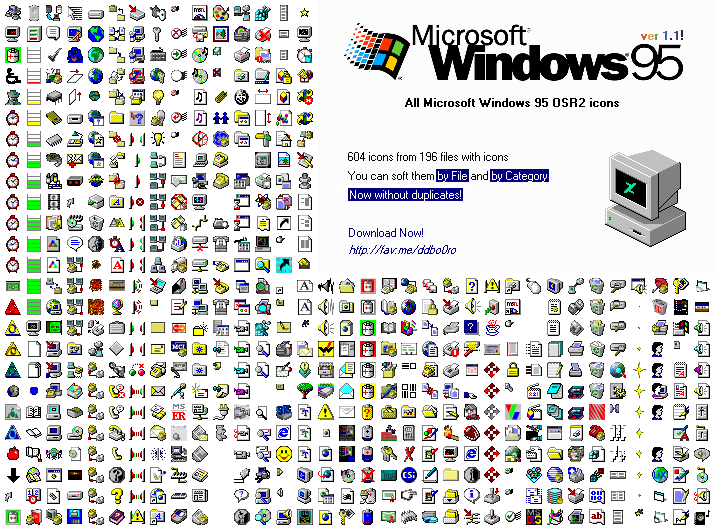 ver 1.1!
Microsoft
Windows 95
All Microsoft Windows 95 OSR2 icons
604 icons from 196 files with icons
You can soft them by File and by Category
Now without duplicates!
Download Now!
http://fav.me/ddbo0ro